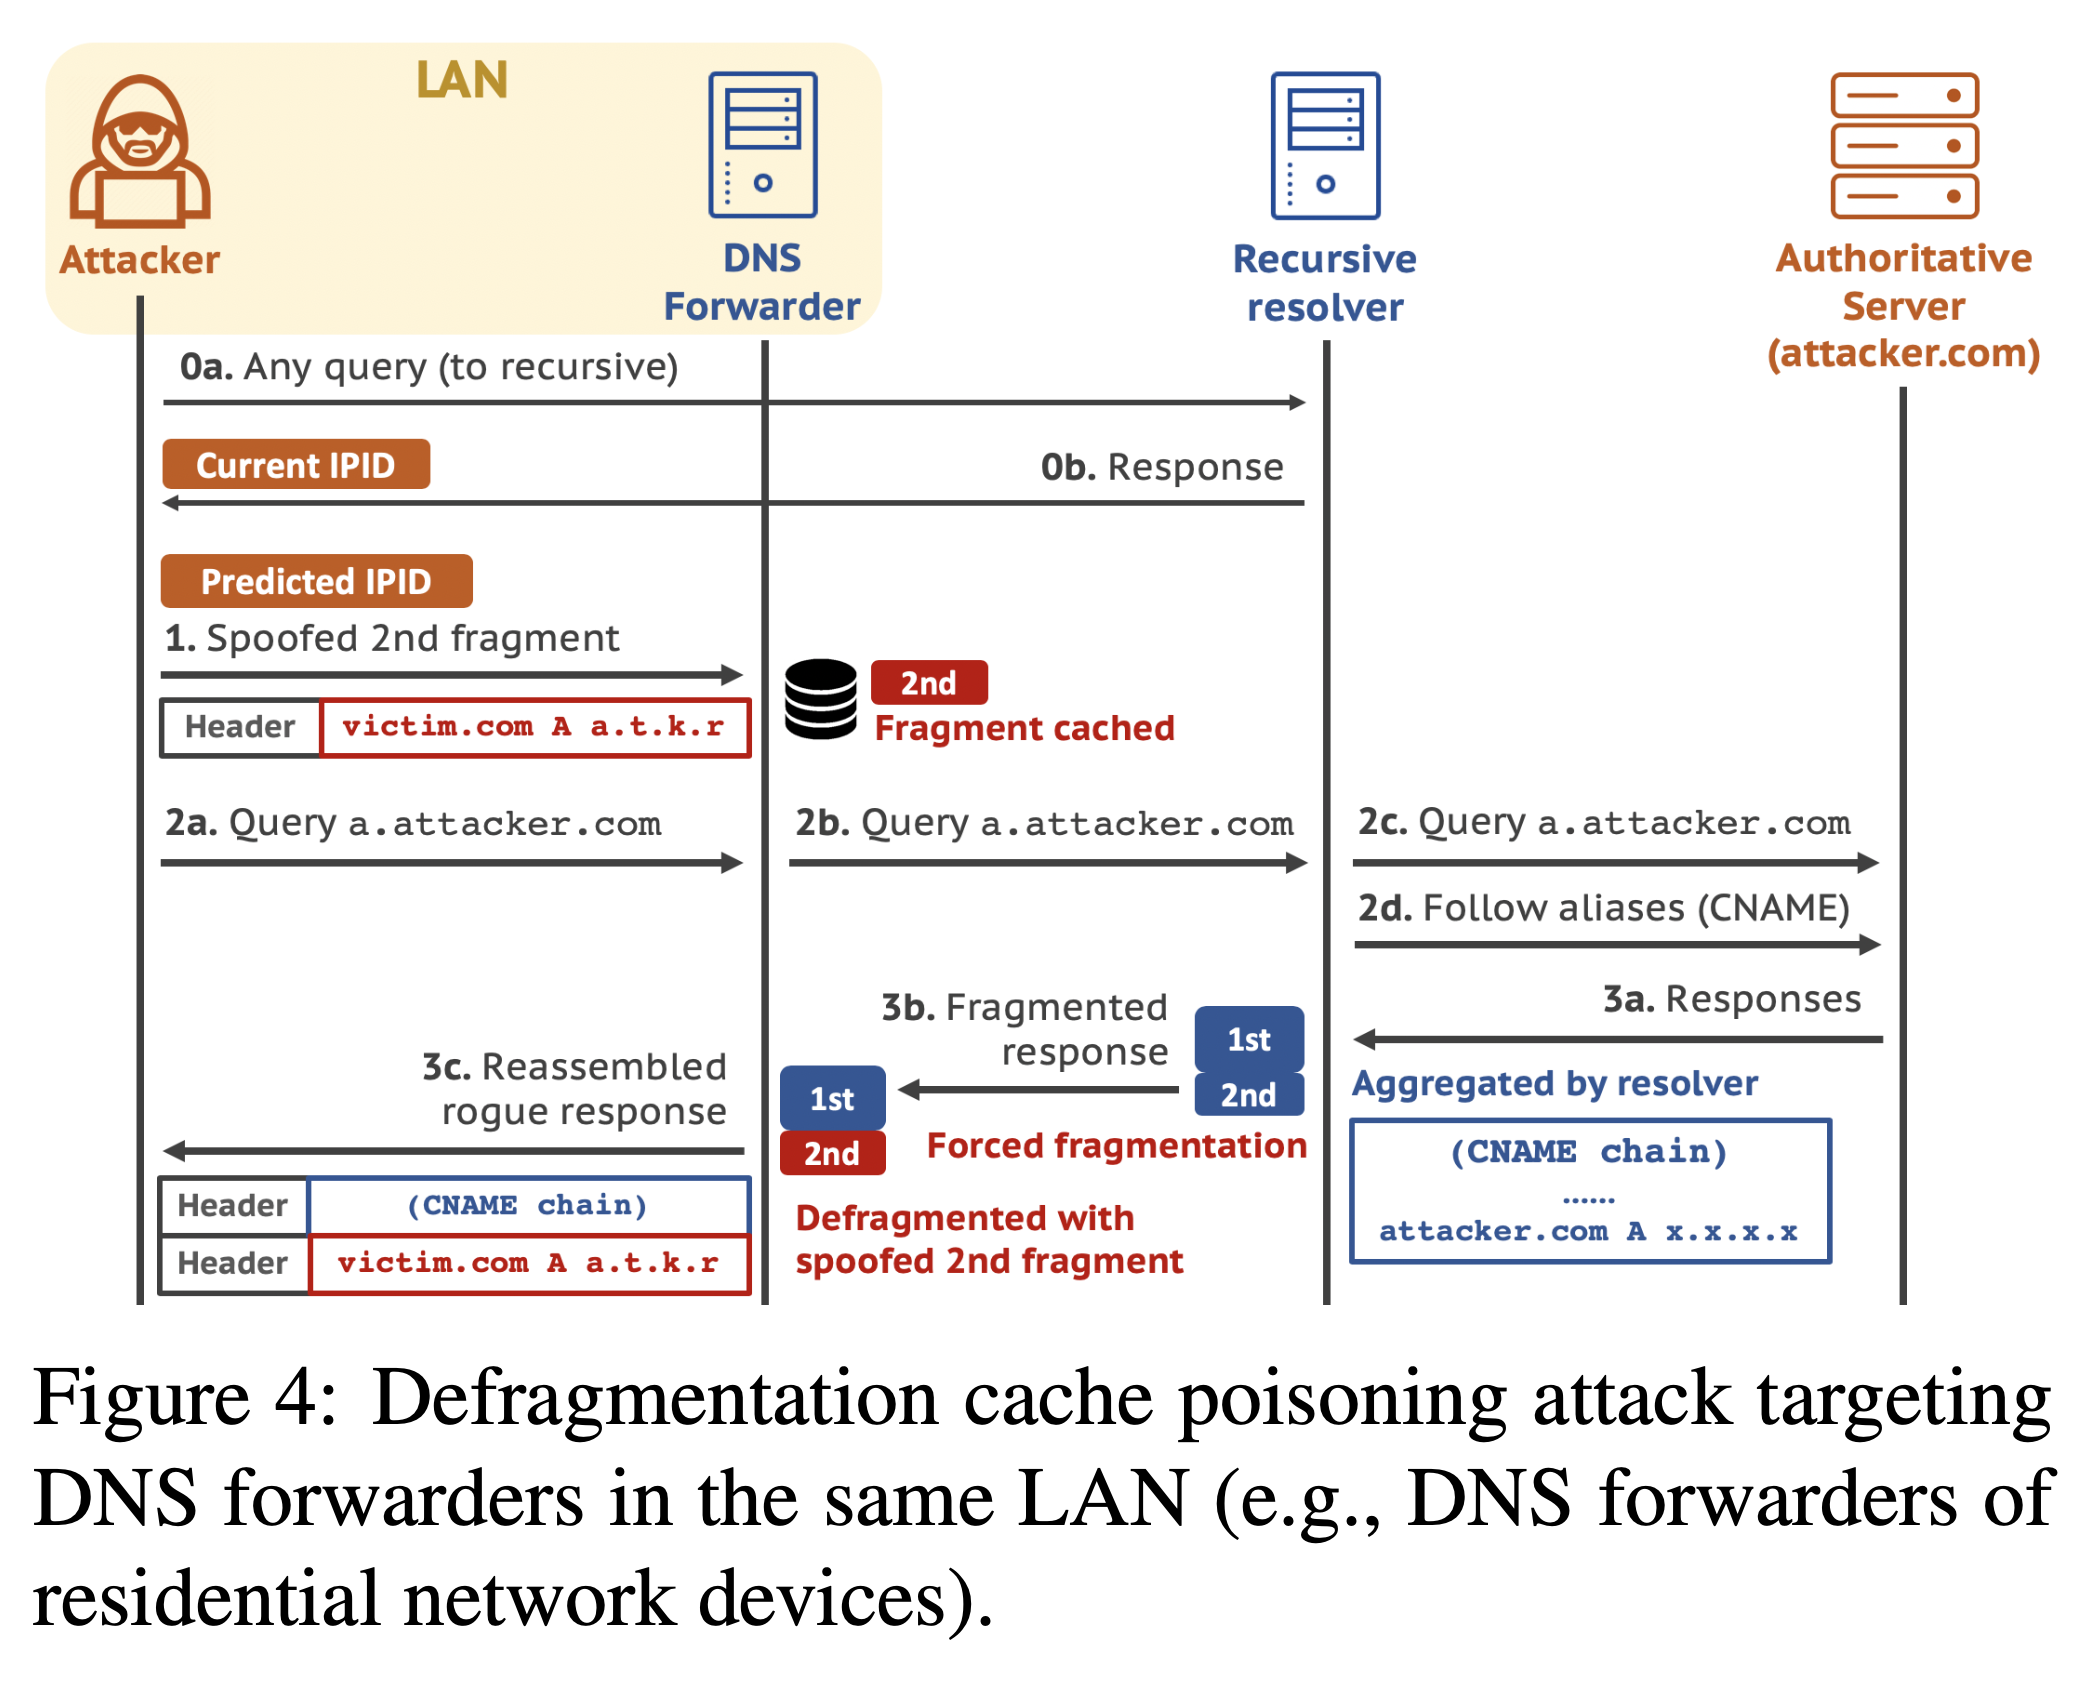 LAN
Attacker
DNS
Forwarder
Recursive
resolver
Authoritative
Server
(attacker.com)
0a. Any query (to recursive)
Current IPID
0b. Response
Predicted IPID
1. Spoofed 2nd fragment
Header
victim.com A a.t.k.r
2nd
Fragment cached
2a. Query a.attacker.com
2b. Query a.attacker.com
2c. Query a.attacker.com
2d. Follow aliases (CNAME)
3a. Responses
Aggregated by resolver
(CNAME chain)
......
attacker.com A x.x.x.x
3b. Fragmented
response
1st
2nd
Forced fragmentation
1st
2nd
Defragmented with
spoofed 2nd fragment
3c. Reassembled
rogue response
Header
(CNAME chain)
Header
victim.com A a.t.k.r
Figure 4: Defragmentation cache poisoning attack targeting
DNS forwarders in the same LAN (e.g., DNS forwarders of
residential network devices).